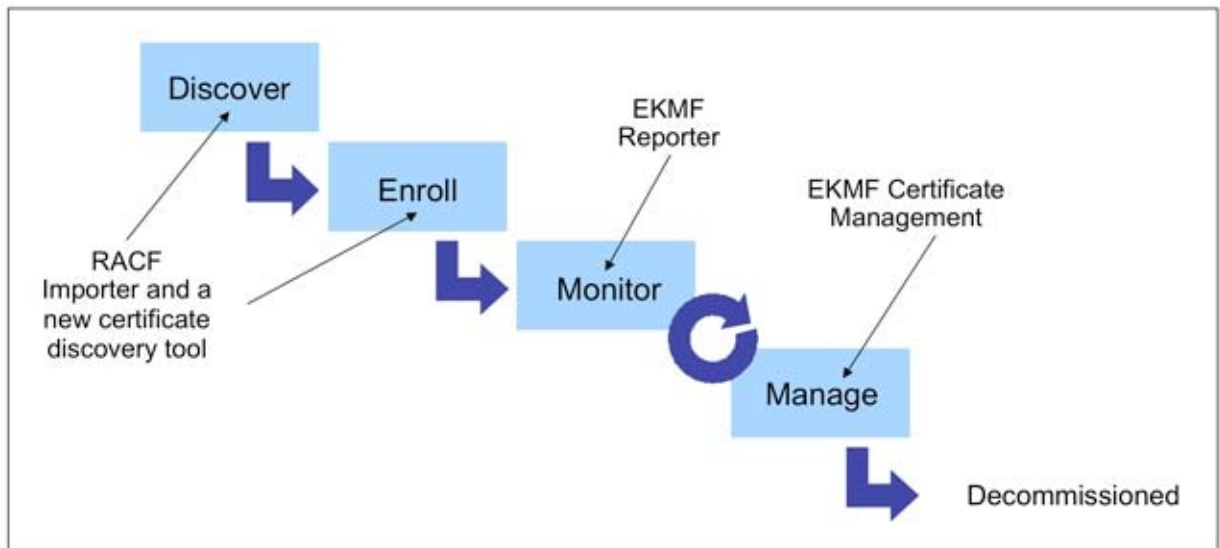 Discover
EKMF
Reporter
Enroll
EKMF Certificate
Management
RACF
Importer and a
new certificate
discovery tool
Monitor
Manage
Decommissioned